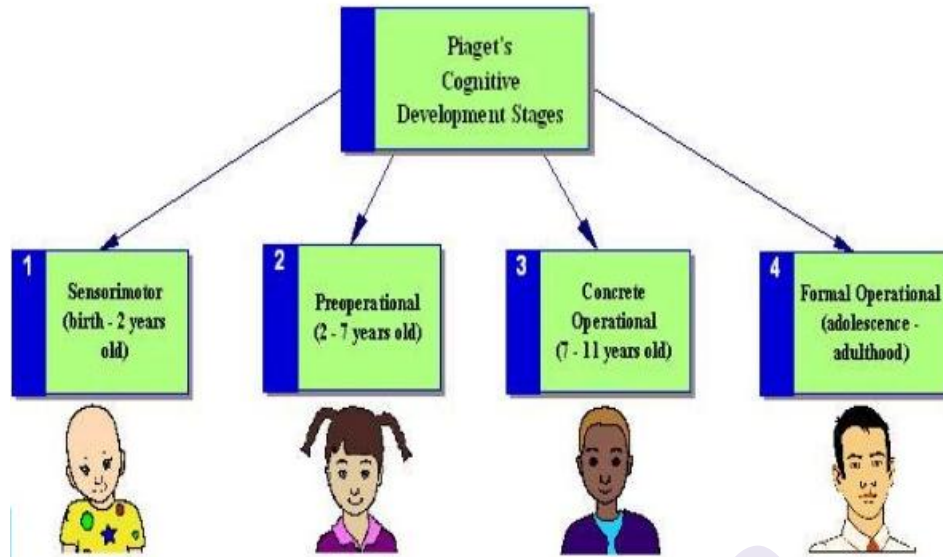 Piaget's
Cognitive
Development Stages
1
Sensorimotor
(birth - 2 years
old)
2
Preoperational
(2 - 7 years old)
3
Concrete
Operational
(7 - 11 years old)
4
Formal Operational
(adolescence -
adulthood)